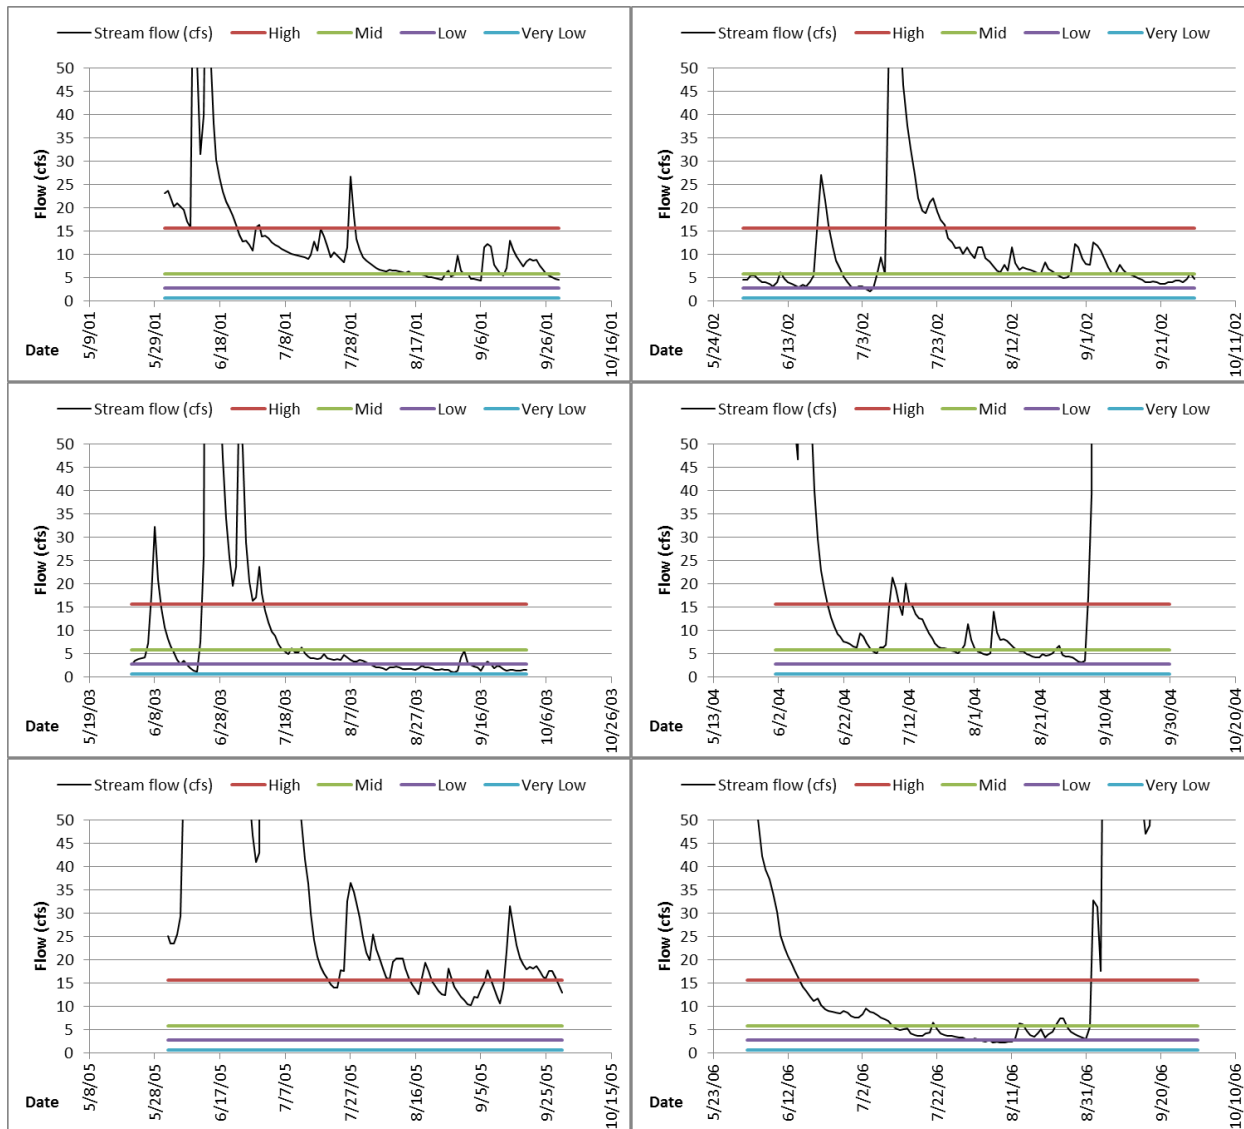 Stream flow (cfs) High Mid Low Very Low
50
45
40
35
30
25
20
15
10
5
0
Flow (cfs)
Date
5/9/01 5/29/01 6/18/01 7/8/01 7/28/01 8/17/01 9/6/01 9/26/01 10/16/01
Stream flow (cfs) High Mid Low Very Low
50
45
40
35
30
25
20
15
10
5
0
Flow (cfs)
Date
5/24/02 6/13/02 7/3/02 7/23/02 8/12/02 9/1/02 9/21/02 10/11/02
Stream flow (cfs) High Mid Low Very Low
50
45
40
35
30
25
20
15
10
5
0
Flow (cfs)
Date
5/19/03 6/8/03 6/28/03 7/18/03 8/7/03 8/27/03 9/16/03 10/6/03 10/26/03
Stream flow (cfs) High Mid Low Very Low
50
45
40
35
30
25
20
15
10
5
0
Flow (cfs)
Date
5/13/04 6/2/04 6/22/04 7/12/04 8/1/04 8/21/04 9/10/04 9/30/04 10/20/04
Stream flow (cfs) High Mid Low Very Low
50
45
40
35
30
25
20
15
10
5
0
Flow (cfs)
Date
5/8/05 5/28/05 6/17/05 7/7/05 7/27/05 8/16/05 9/5/05 9/25/05 10/15/05
Stream flow (cfs) High Mid Low Very Low
50
45
40
35
30
25
20
15
10
5
0
Flow (cfs)
Date
5/23/06 6/12/06 7/2/06 7/22/06 8/11/06 8/31/06 9/20/06 10/10/06